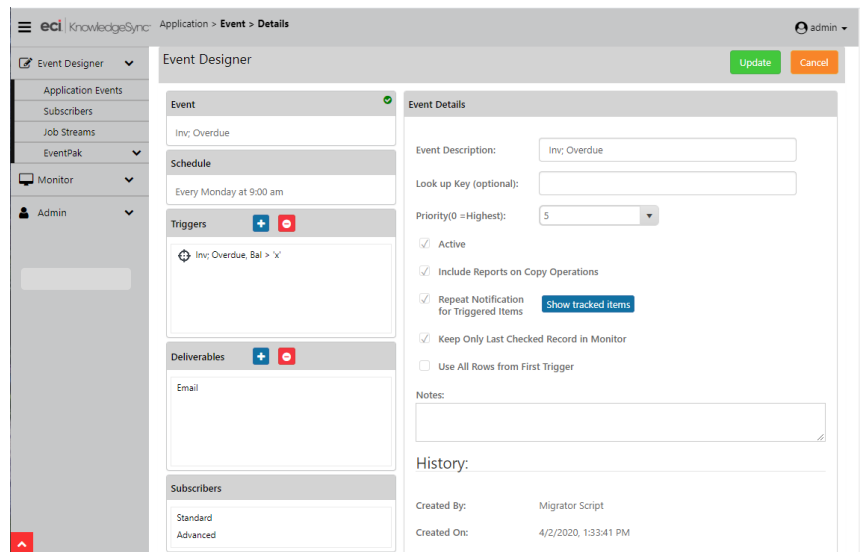 eci KnowledgeSync
Application > Event > Details
admin
Event Designer
Application Events
Subscribers
Job Streams
EventPak
Monitor
Admin
Event Designer
Update
Cancel
Event
Inv; Overdue
Schedule
Every Monday at 9:00 am
Triggers
Inv; Overdue, Bal > 'x'
Deliverables
Email
Subscribers
Standard
Advanced
Event Details
Event Description:
Inv; Overdue
Look up Key (optional):
Priority(0 =Highest):
5
Active
Include Reports on Copy Operations
Repeat Notification
for Triggered Items
Show tracked items
Keep Only Last Checked Record in Monitor
Use All Rows from First Trigger
Notes:
History:
Created By:
Migrator Script
Created On:
4/2/2020, 1:33:41 PM